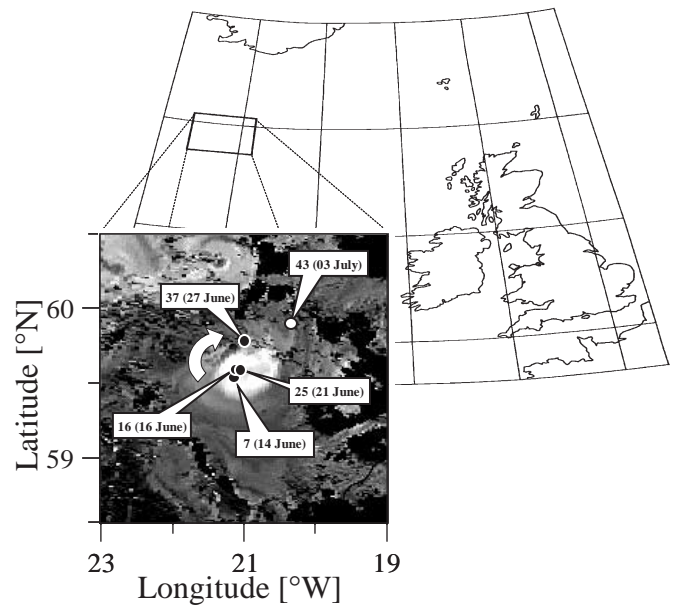 43 (03 July)
37 (27 June)
25 (21 June)
16 (16 June)
7 (14 June)
60
59
Latitude [°N]
23
21
19
Longitude [°W]